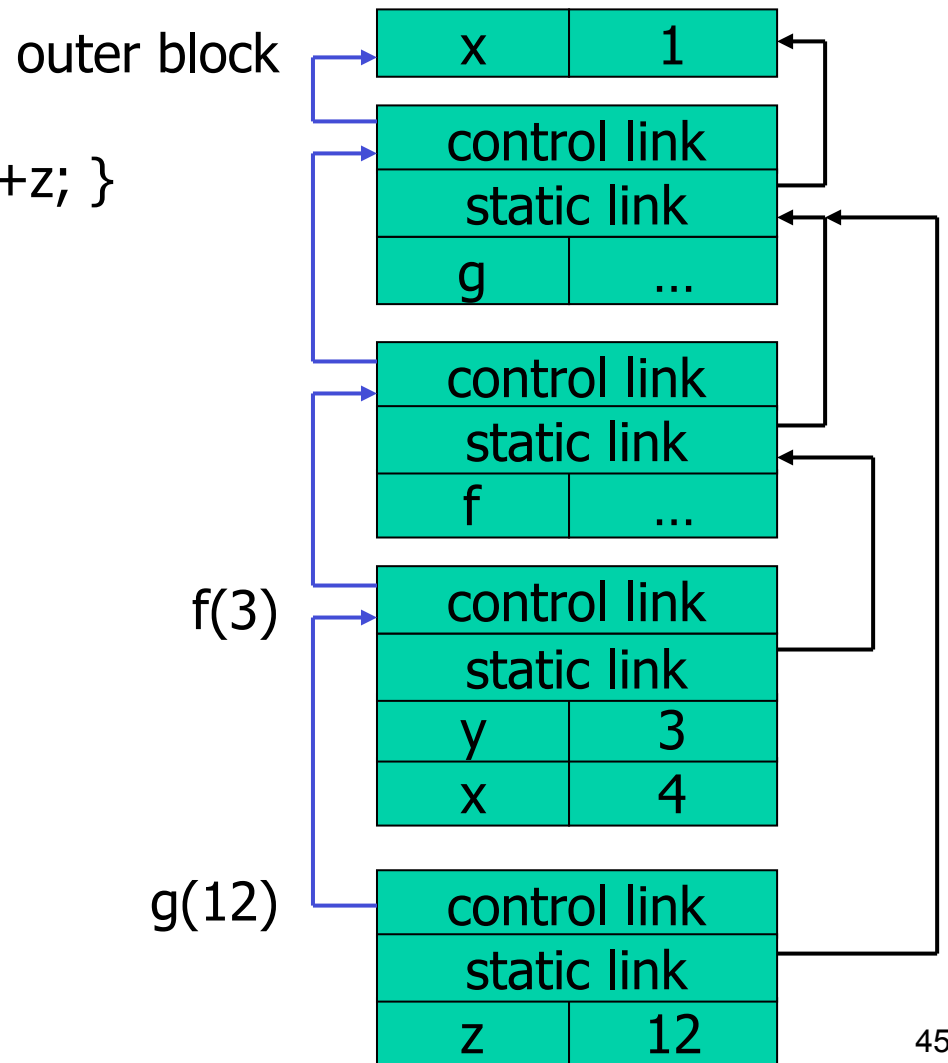 outer block
x 1
+z; }
control link
static link
g ...
control link
static link
f ...
f(3)
control link
static link
y 3
x 4
g(12)
control link
static link
z 12
45